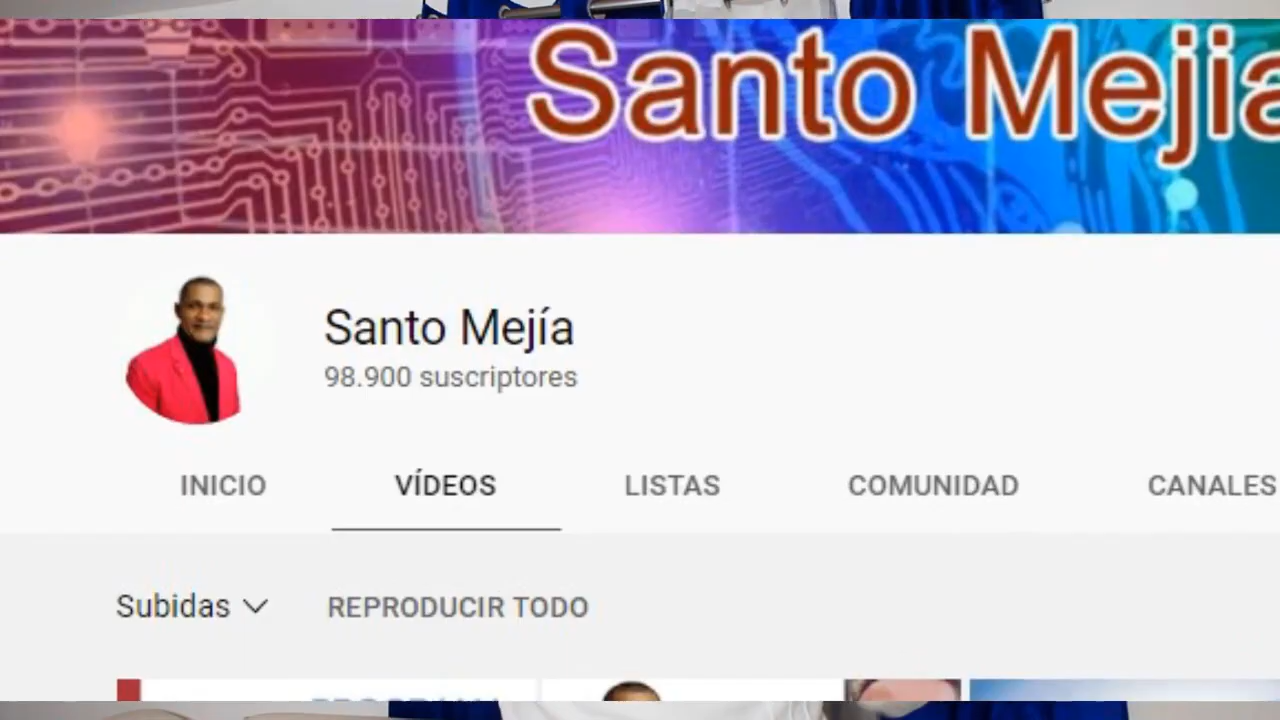 Santo Mejia
Santo Mejía
98.900 suscriptores
INICIO VÍDEOS LISTAS COMUNIDAD CANALES
Subidas REPRODUCIR TODO